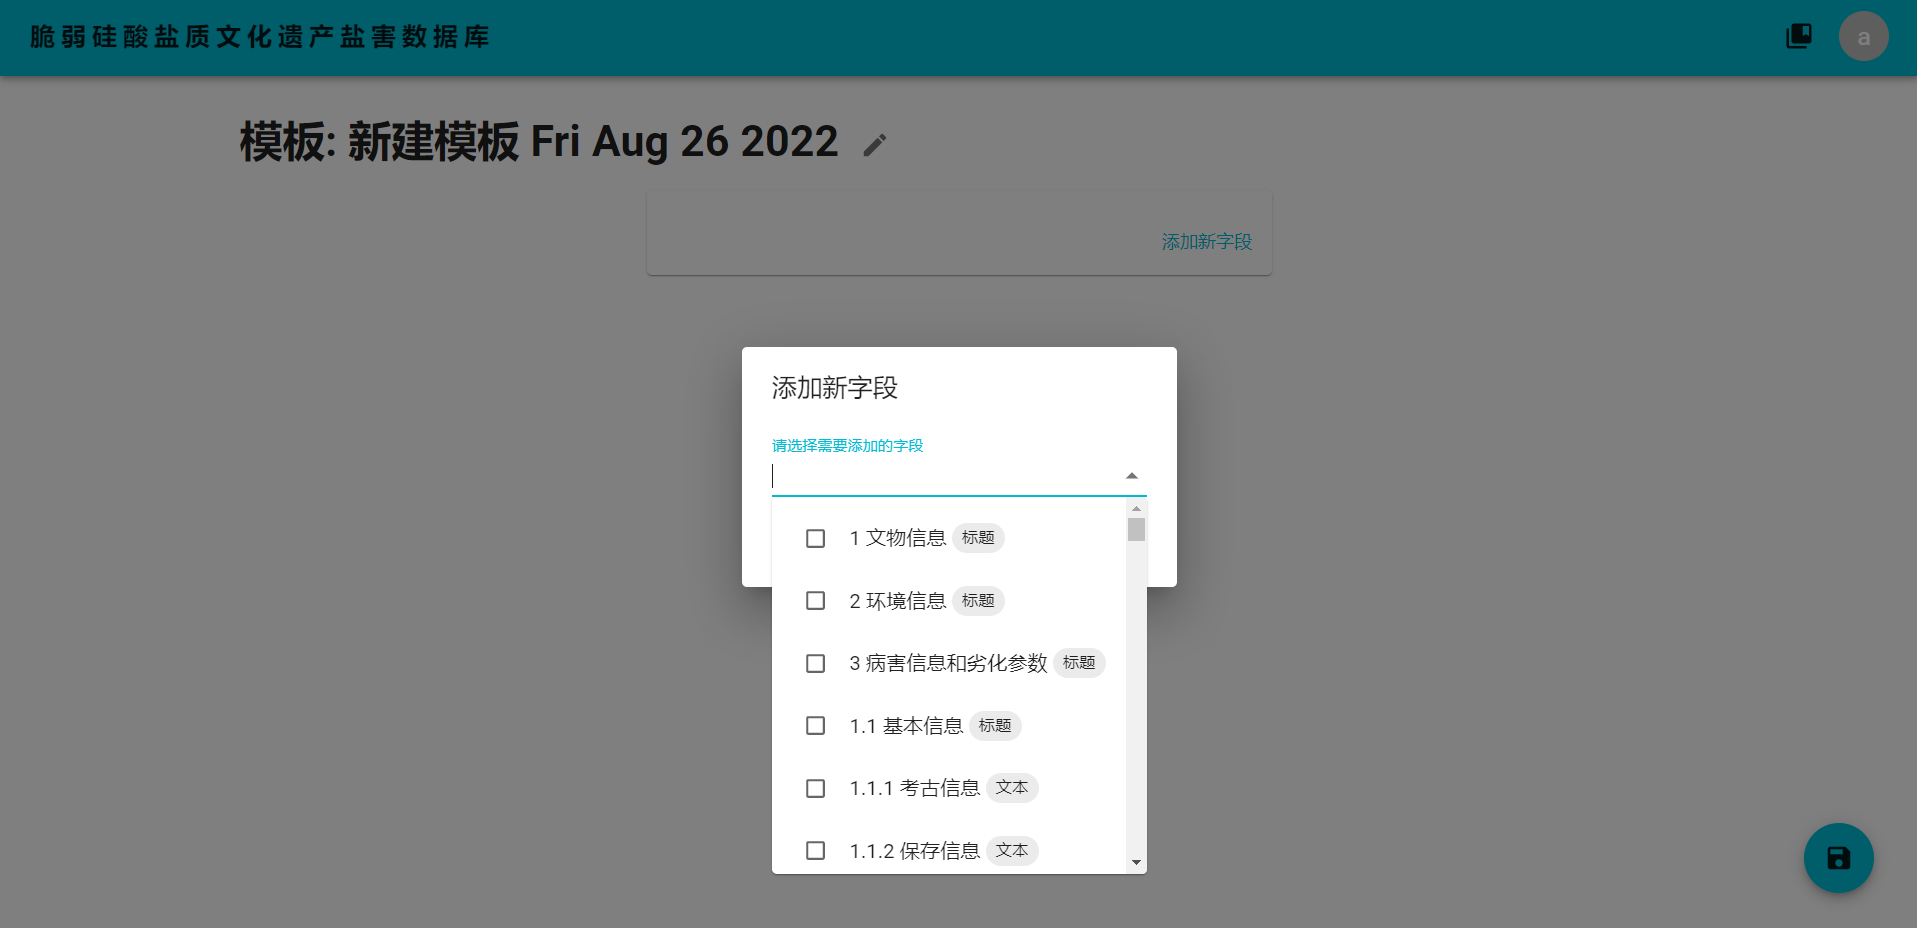 脆弱硅酸盐质文化遗产盐害数据库
a
模板: 新建模板 Fri Aug 26 2022
添加新字段
添加新字段
请选择需要添加的字段
1 文物信息 标题
2 环境信息 标题
3 病害信息和劣化参数 标题
1.1 基本信息 标题
1.1.1 考古信息 文本
1.1.2 保存信息 文本